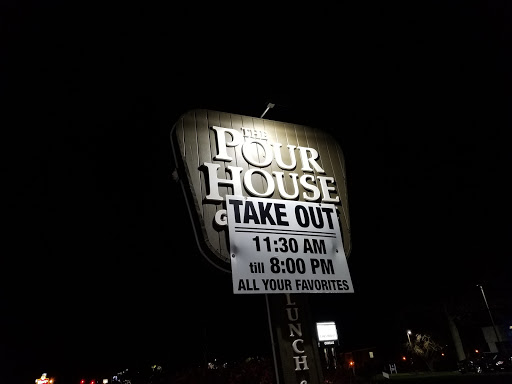 THE
POUR
HOUSE
G
TAKE OUT
11:30 AM
till 8:00 PM
ALL YOUR FAVORITES
LUNCH
&